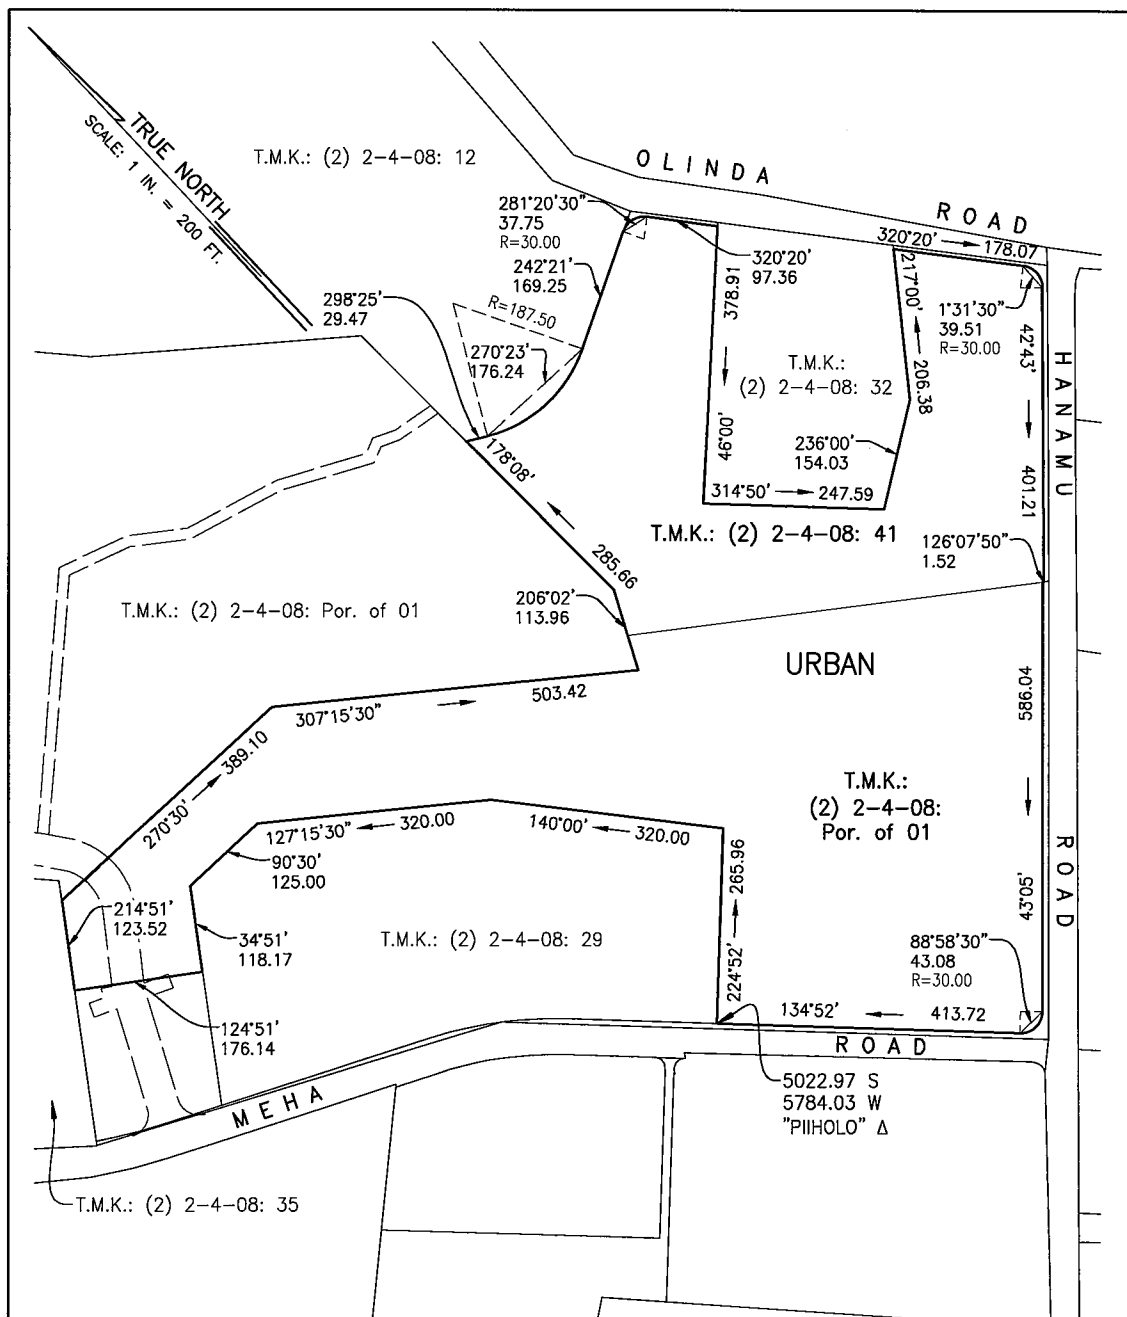 TRUE NORTH
SCALE: 1 IN. = 200 FT.
T.M.K.: (2) 2-4-08: 12
OLINDA ROAD
281°20'30"
37.75
R=30.00
242°21'
169.25
298°25'
29.47
R=187.50
270°23'
176.24
320°20'
97.36
320°20' 178.07
378.91
46°00'
217°00'
206.38
1°31'30"
39.51
R=30.00
42°43'
401.21
T.M.K.:
(2) 2-4-08: 32
236°00'
154.03
314°50' 247.59
T.M.K.: (2) 2-4-08: 41
HANAMU ROAD
178°08'
285.66
126°07'50"
1.52
206°02'
113.96
T.M.K.: (2) 2-4-08: Por. of 01
URBAN
586.04
43°05'
307°15'30" 503.42
270°30' 389.10
T.M.K.:
(2) 2-4-08:
Por. of 01
127°15'30" 320.00
140°00' 320.00
90°30'
125.00
214°51'
123.52
34°51'
118.17
224°52' 265.96
T.M.K.: (2) 2-4-08: 29
88°58'30"
43.08
R=30.00
134°52' 413.72
124°51'
176.14
MEHA ROAD
5022.97 S
5784.03 W
"PIIHOLO" Δ
T.M.K.: (2) 2-4-08: 35